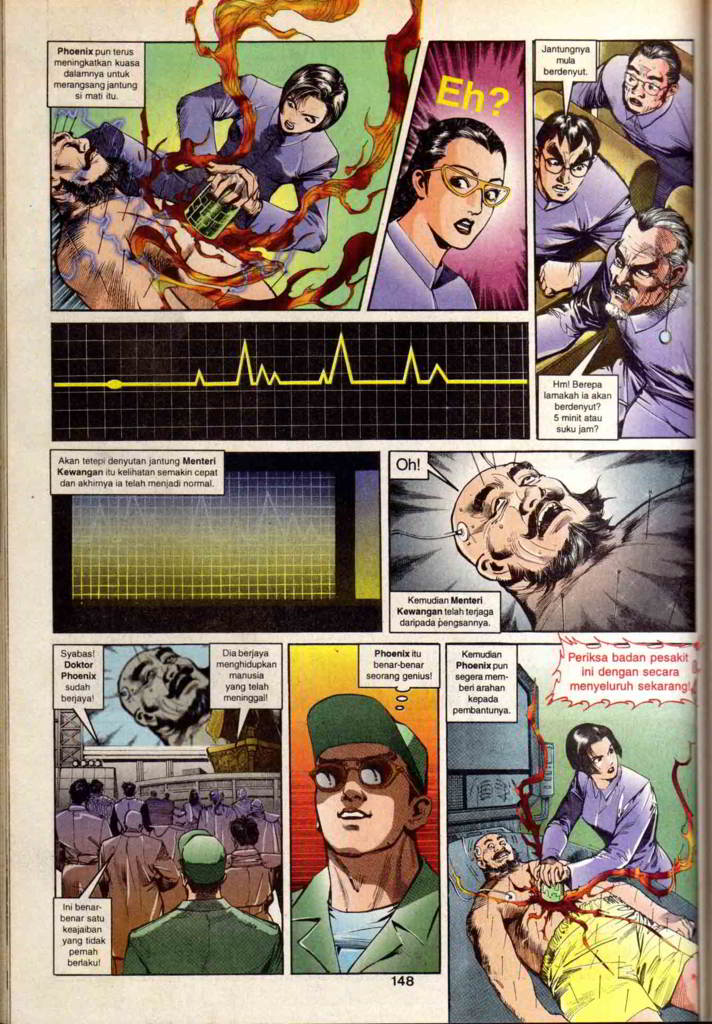 Phoenix pun terus
meningkatkan kuasa
dalamnya untuk
merangsang jantung
si mati itu.
Eh?
Jantungnya
mula
berdenyut.
Hm! Berapa
lamakah ia akan
berdenyut?
5 minit atau
suku jam?
Akan tetepi denyutan jantung Menteri
Kewangan itu kelihatan semakin cepat
dan akhirnya ia telah menjadi normal.
Oh!
Kemudian Menteri
Kewangan telah terjaga
daripada pengsannya.
Syabas!
Doktor
Phoenix
sudah
berjaya!
Dia berjaya
menghidupkan
manusia
yang telah
meninggal!
Ini benar-
benar satu
keajaiban
yang tidak
pernah
berlaku!
Phoenix itu
benar-benar
seorang genius!
Kemudian
Phoenix pun
segera mem-
beri arahan
kepada
pembantunya.
Periksa badan pesakit
ini dengan secara
menyeluruh sekarang!
148